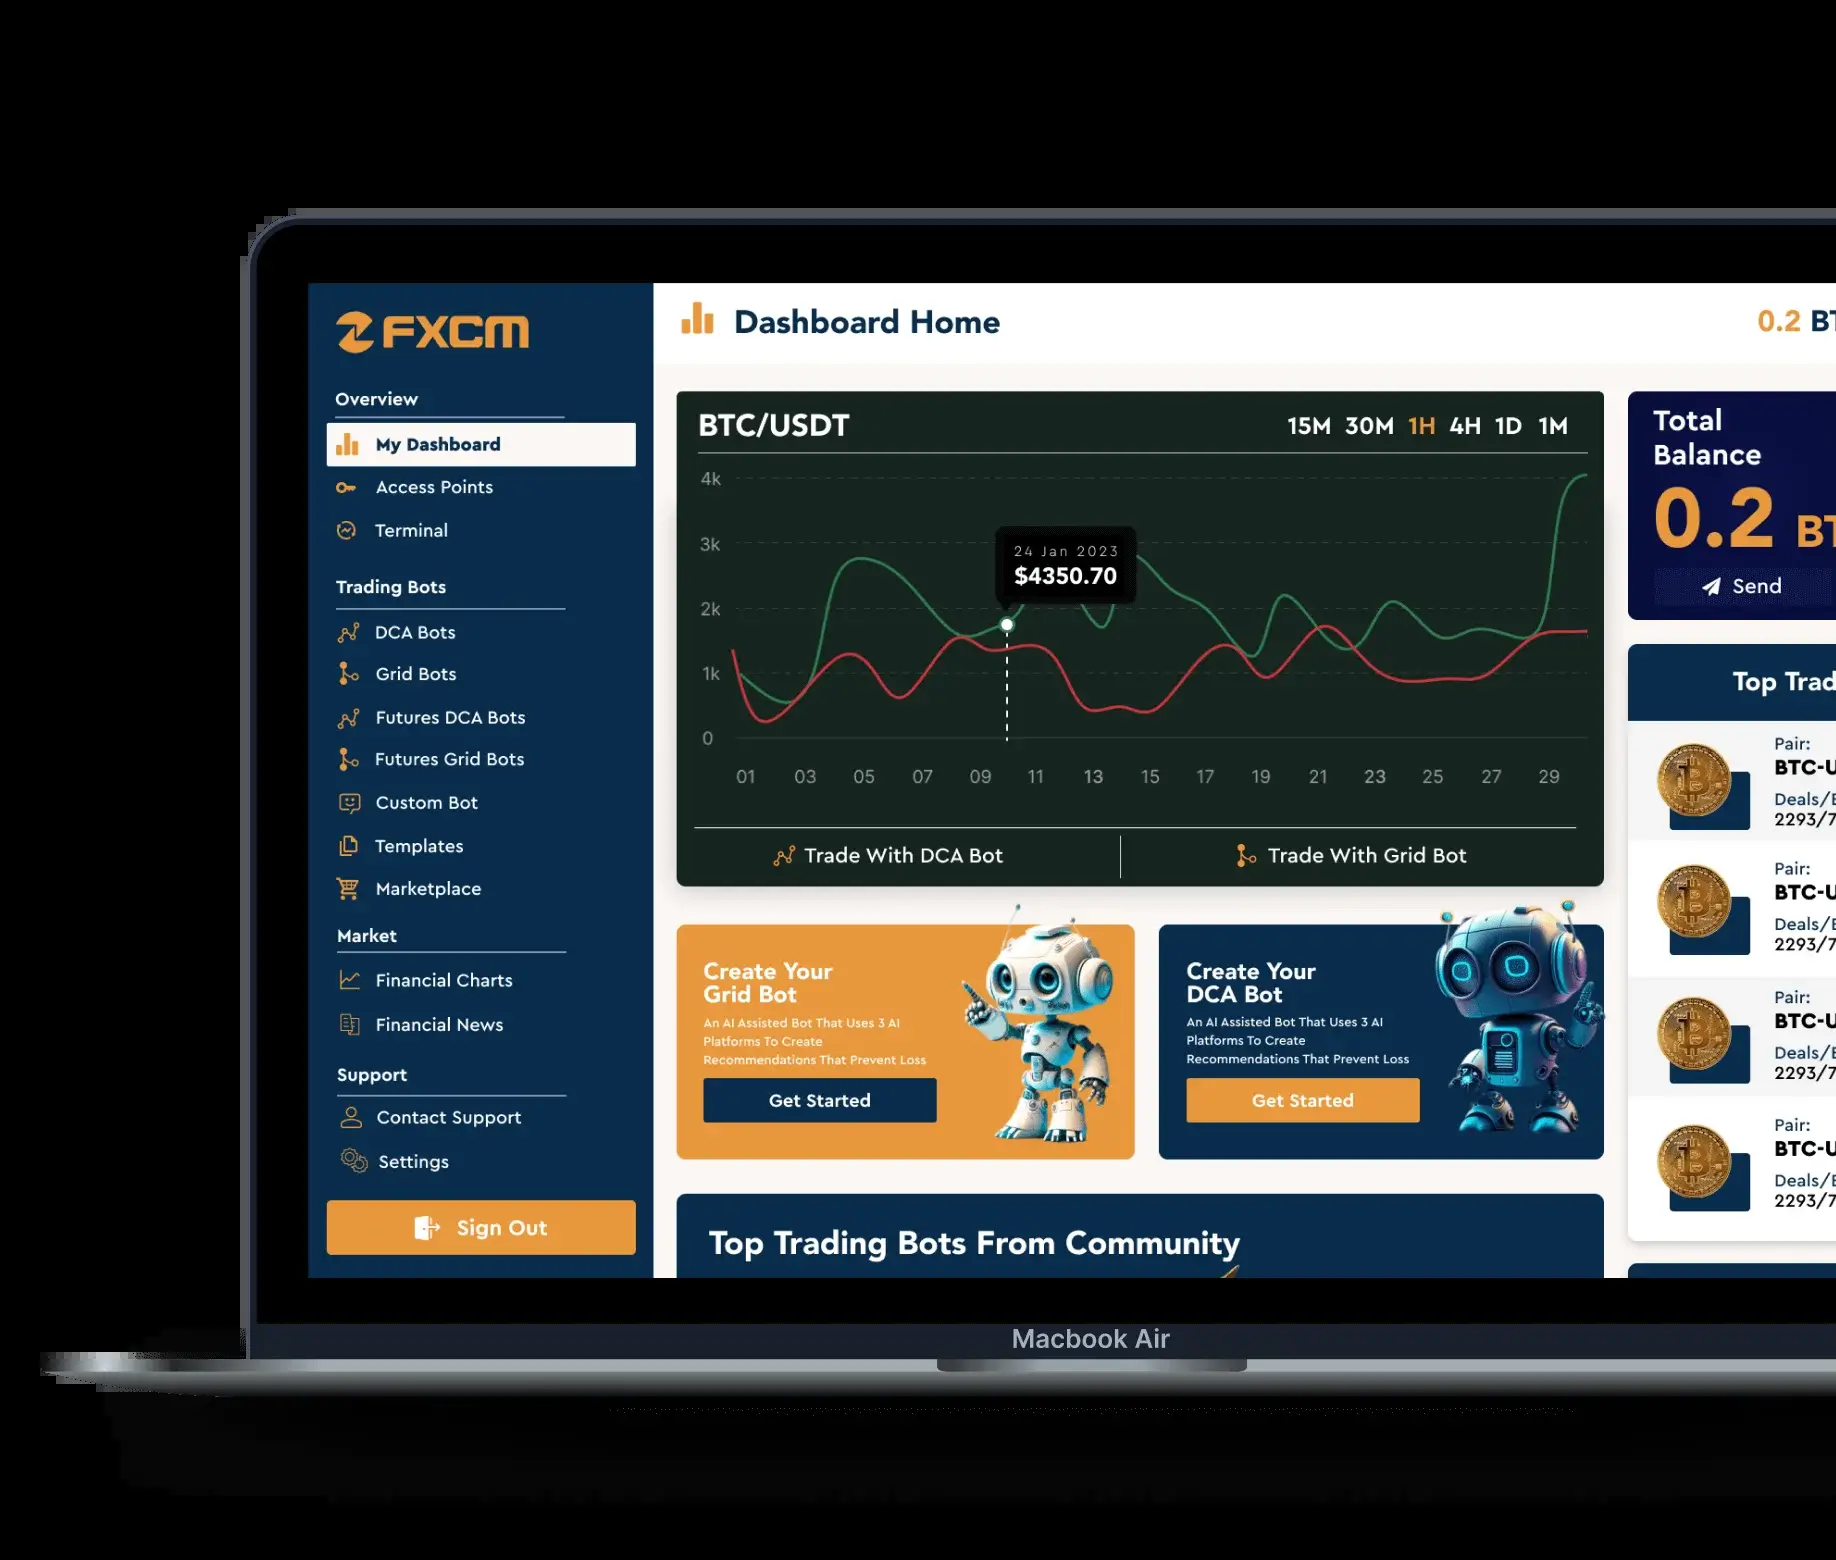 FXCM
Overview
My Dashboard
Access Points
Terminal
Trading Bots
DCA Bots
Grid Bots
Futures DCA Bots
Futures Grid Bots
Custom Bot
Templates
Marketplace
Market
Financial Charts
Financial News
Support
Contact Support
Settings
Sign Out
Dashboard Home
0.2 BT
BTC/USDT
15M 30M 1H 4H 1D 1M
4k
3k
2k
1k
0
24 Jan 2023
$4350.70
01 03 05 07 09 11 13 15 17 19 21 23 25 27 29
Trade With DCA Bot
Trade With Grid Bot
Create Your
Grid Bot
An AI Assisted Bot That Uses 3 AI
Platforms To Create
Recommendations That Prevent Loss
Get Started
Create Your
DCA Bot
An AI Assisted Bot That Uses 3 AI
Platforms To Create
Recommendations That Prevent Loss
Get Started
Top Trading Bots From Community
Total
Balance
0.2 BT
Send
Top Trad
Pair:
BTC-U
Deals/
2293/7
Pair:
BTC-U
Deals/
2293/7
Pair:
BTC-U
Deals/
2293/7
Pair:
BTC-U
Deals/
2293/7
Macbook Air